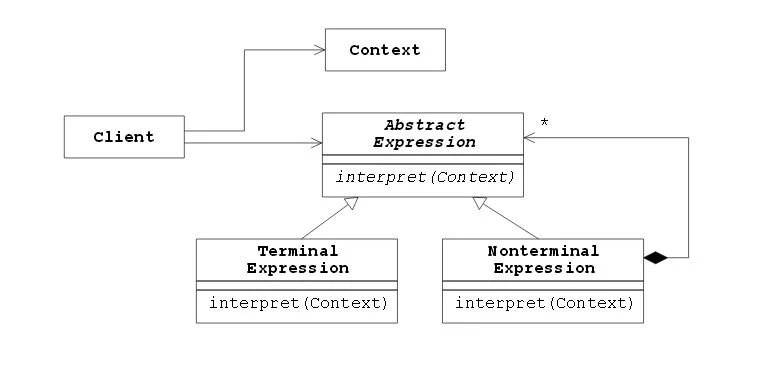 Context
Client
Abstract
Expression
*
interpret(Context)
Terminal
Expression
interpret(Context)
Nonterminal
Expression
interpret(Context)